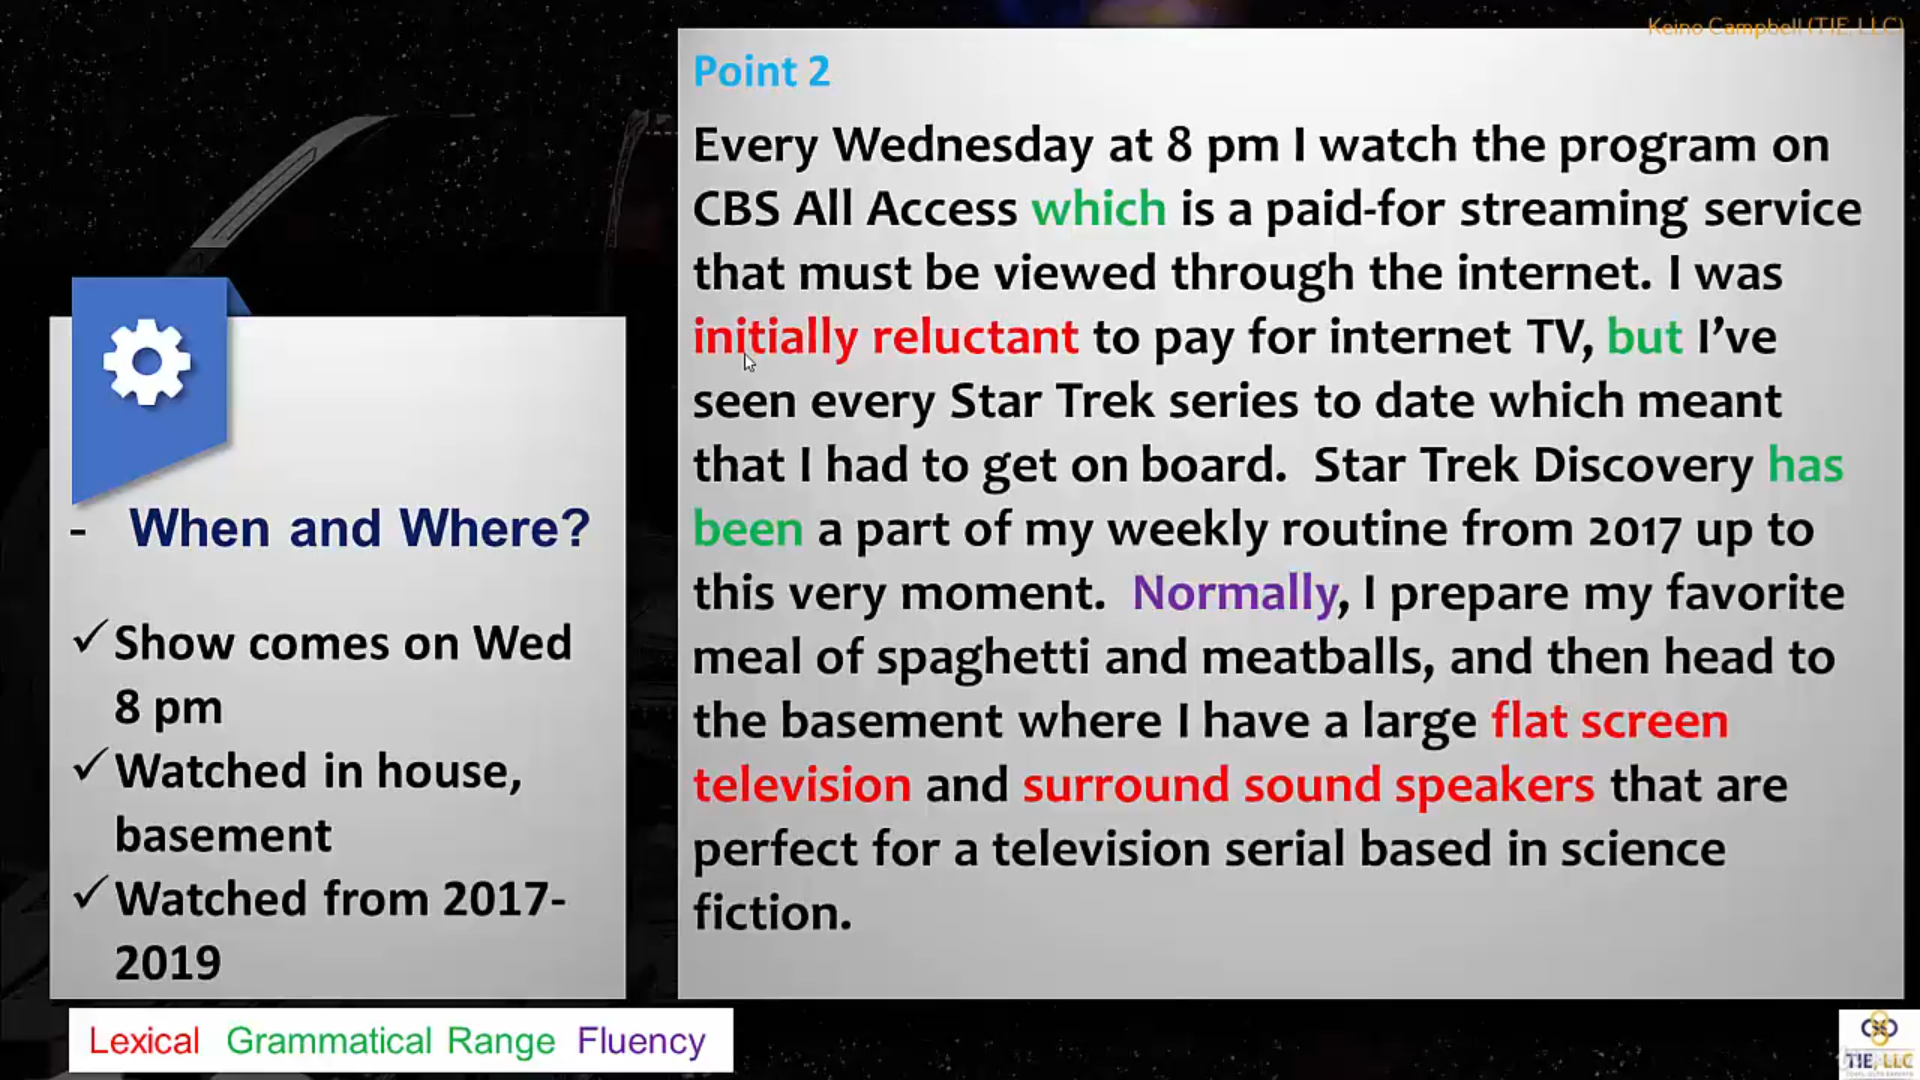 Keino Campbell (TIE, LLC)
Point 2
Every Wednesday at 8 pm I watch the program on
CBS All Access which is a paid-for streaming service
that must be viewed through the internet. I was
initially reluctant to pay for internet TV, but I’ve
seen every Star Trek series to date which meant
that I had to get on board.  Star Trek Discovery has
been a part of my weekly routine from 2017 up to
this very moment.  Normally, I prepare my favorite
meal of spaghetti and meatballs, and then head to
the basement where I have a large flat screen
television and surround sound speakers that are
perfect for a television serial based in science
fiction.
- When and Where?
✓ Show comes on Wed
8 pm
✓ Watched in house,
basement
✓ Watched from 2017-
2019
Lexical Grammatical Range Fluency
TIE, LLC